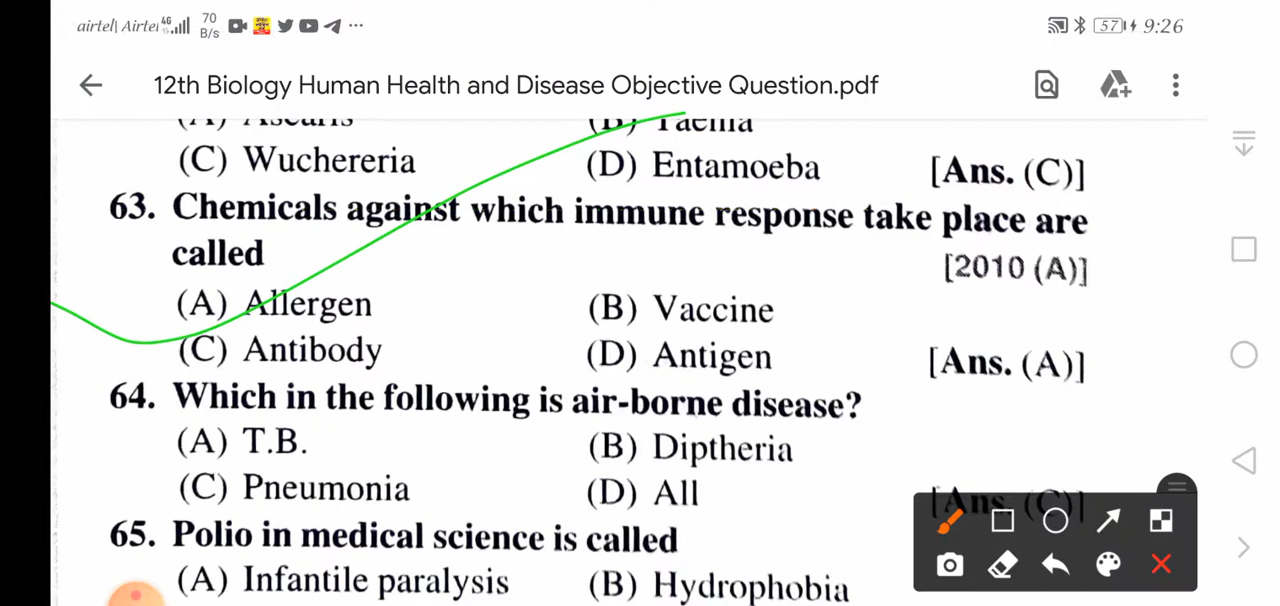 airtel| Airtel 4G 70 B/s 57 9:26
12th Biology Human Health and Disease Objective Question.pdf
(A) Ascaris (B) Taenia
(C) Wuchereria (D) Entamoeba [Ans. (C)]
63. Chemicals against which immune response take place are
called [2010 (A)]
(A) Allergen (B) Vaccine
(C) Antibody (D) Antigen [Ans. (A)]
64. Which in the following is air-borne disease?
(A) T.B. (B) Diptheria
(C) Pneumonia (D) All [Ans. (C)]
65. Polio in medical science is called
(A) Infantile paralysis (B) Hydrophobia